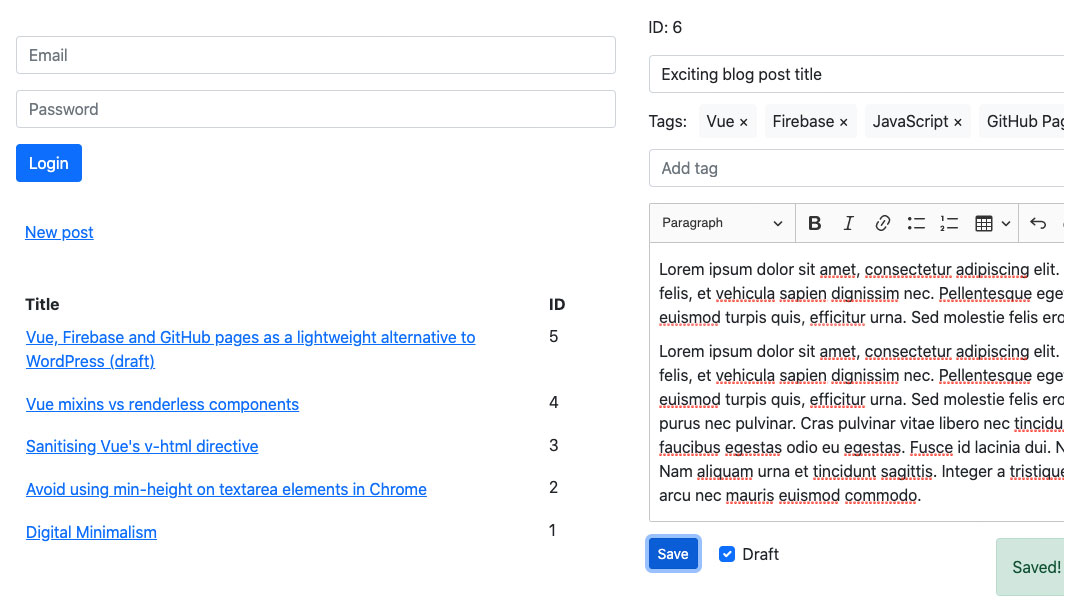 Email
Password
Login
New post
Title ID
Vue, Firebase and GitHub pages as a lightweight alternative to 5
WordPress (draft)
Vue mixins vs renderless components 4
Sanitising Vue's v-html directive 3
Avoid using min-height on textarea elements in Chrome 2
Digital Minimalism 1
ID: 6
Exciting blog post title
Tags: Vue × Firebase × JavaScript × GitHub Pag
Add tag
Paragraph B I
Lorem ipsum dolor sit amet, consectetur adipiscing elit.
felis, et vehicula sapien dignissim nec. Pellentesque ege
euismod turpis quis, efficitur urna. Sed molestie felis ero
Lorem ipsum dolor sit amet, consectetur adipiscing elit.
felis, et vehicula sapien dignissim nec. Pellentesque ege
euismod turpis quis, efficitur urna. Sed molestie felis ero
purus nec pulvinar. Cras pulvinar vitae libero nec tincidu
faucibus egestas odio eu egestas. Fusce id lacinia dui. N
Nam aliquam urna et tincidunt sagittis. Integer a tristique
arcu nec mauris euismod commodo.
Save Draft
Saved!